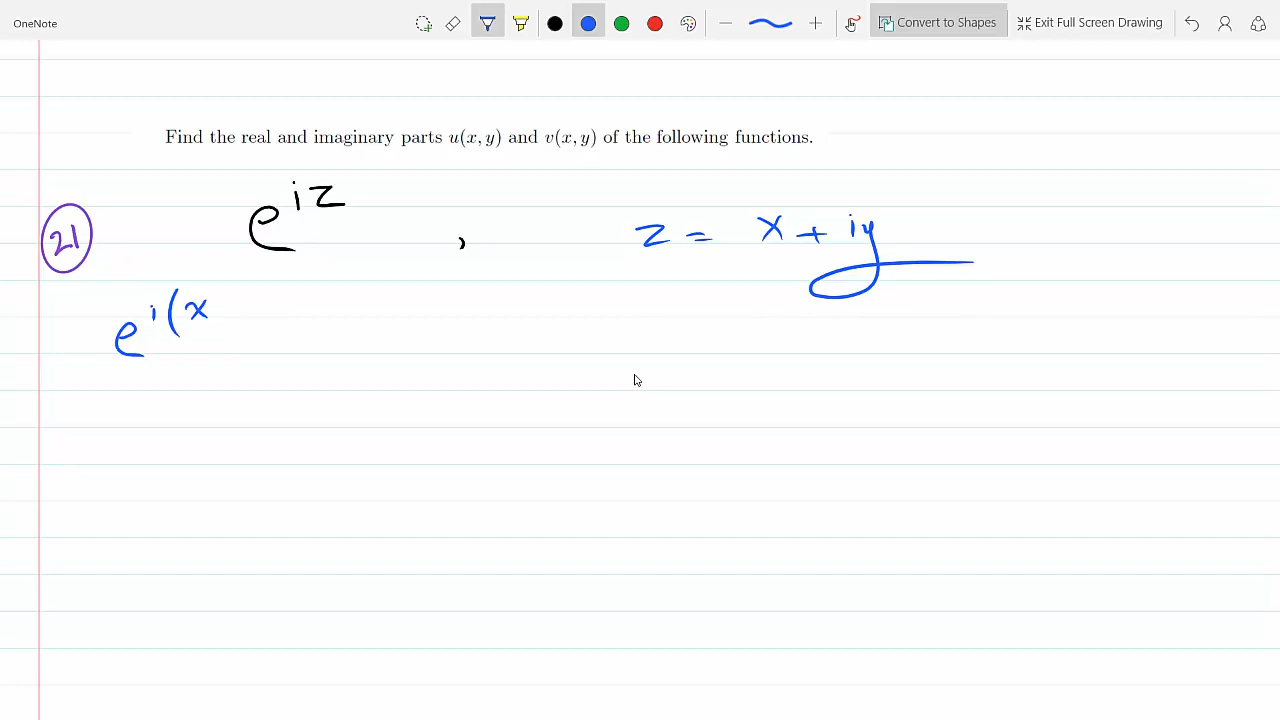 OneNote
Convert to Shapes
Exit Full Screen Drawing
Find the real and imaginary parts u(x, y) and v(x, y) of the following functions.
21 e^{iz} , z = x + iy
e^{i(x